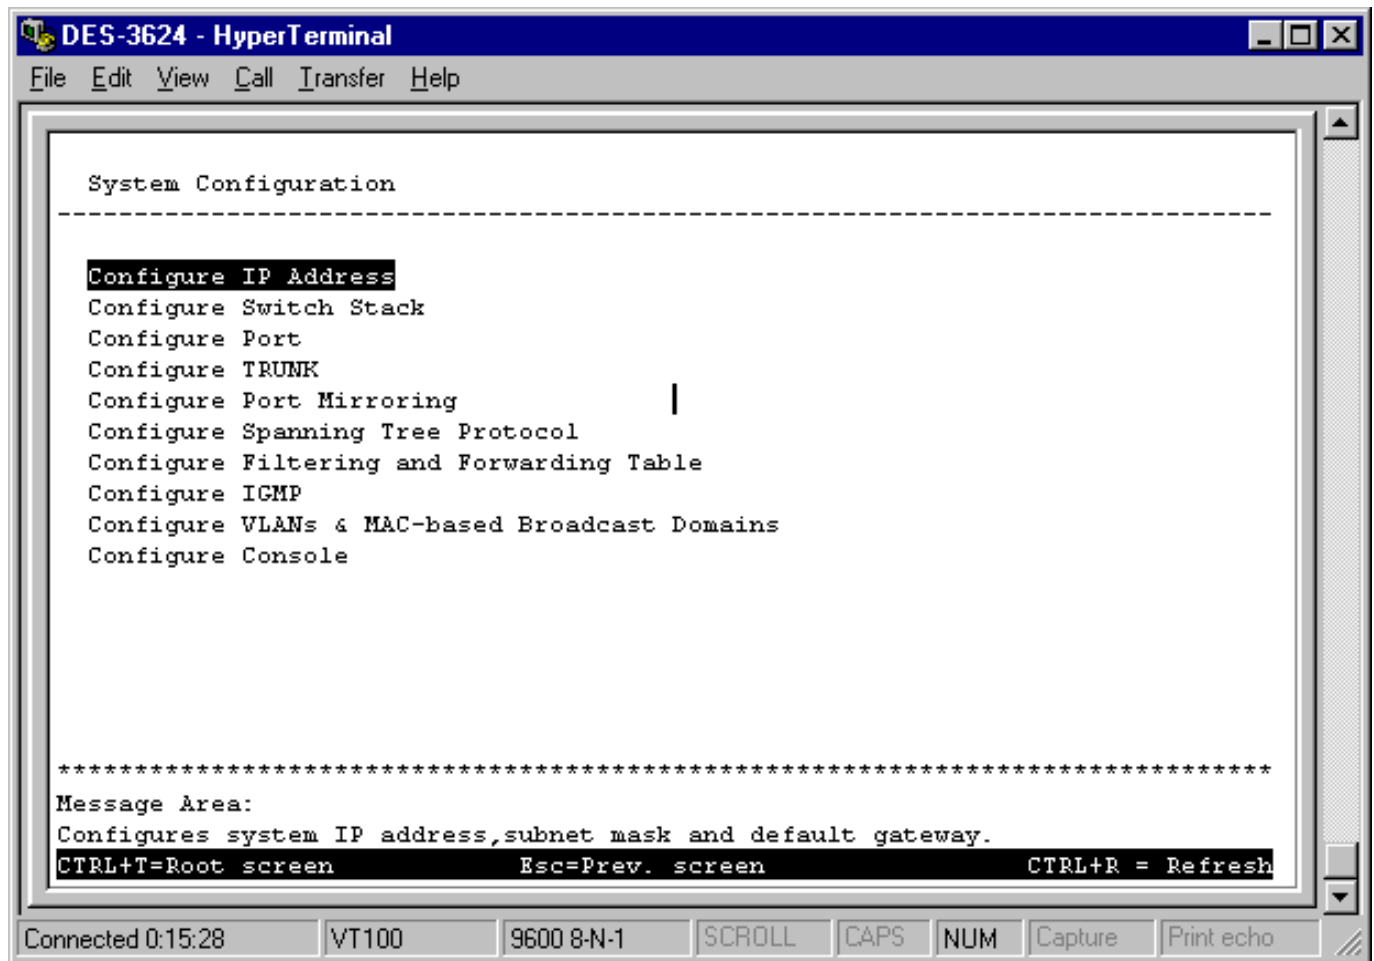 DES-3624 - HyperTerminal
File Edit View Call Transfer Help
System Configuration
-------------------------------------------------------------------------------
Configure IP Address
Configure Switch Stack
Configure Port
Configure TRUNK
Configure Port Mirroring
Configure Spanning Tree Protocol
Configure Filtering and Forwarding Table
Configure IGMP
Configure VLANs & MAC-based Broadcast Domains
Configure Console
*******************************************************************************
Message Area:
Configures system IP address,subnet mask and default gateway.
CTRL+T=Root screen Esc=Prev. screen CTRL+R = Refresh
Connected 0:15:28 VT100 9600 8-N-1 SCROLL CAPS NUM Capture Print echo